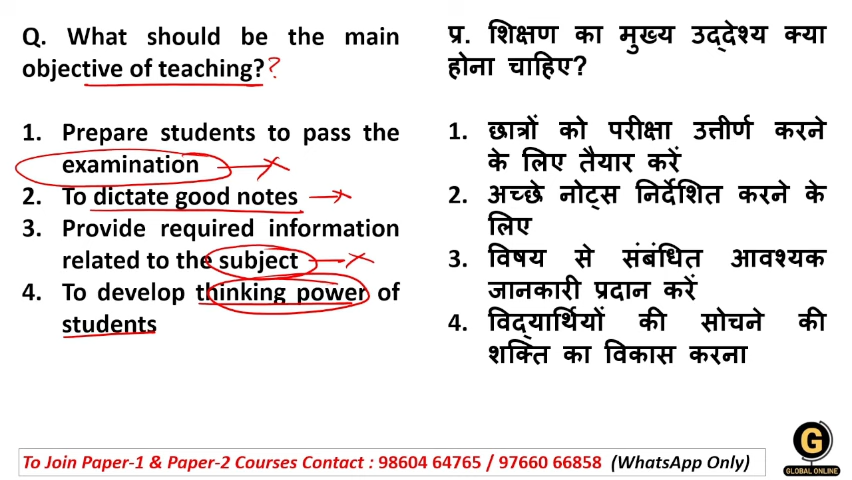 Q. What should be the main
objective of teaching??
1. Prepare students to pass the
examination
2. To dictate good notes
3. Provide required information
related to the subject
4. To develop thinking power of
students
प्र. शिक्षण का मुख्य उद्देश्य क्या
होना चाहिए?
1. छात्रों को परीक्षा उत्तीर्ण करने
के लिए तैयार करें
2. अच्छे नोट्स निर्देशित करने के
लिए
3. विषय से संबंधित आवश्यक
जानकारी प्रदान करें
4. विद्यार्थियों की सोचने की
शक्ति का विकास करना
To Join Paper-1 & Paper-2 Courses Contact : 98604 64765 / 97660 66858 (WhatsApp Only)
G
GLOBAL ONLINE